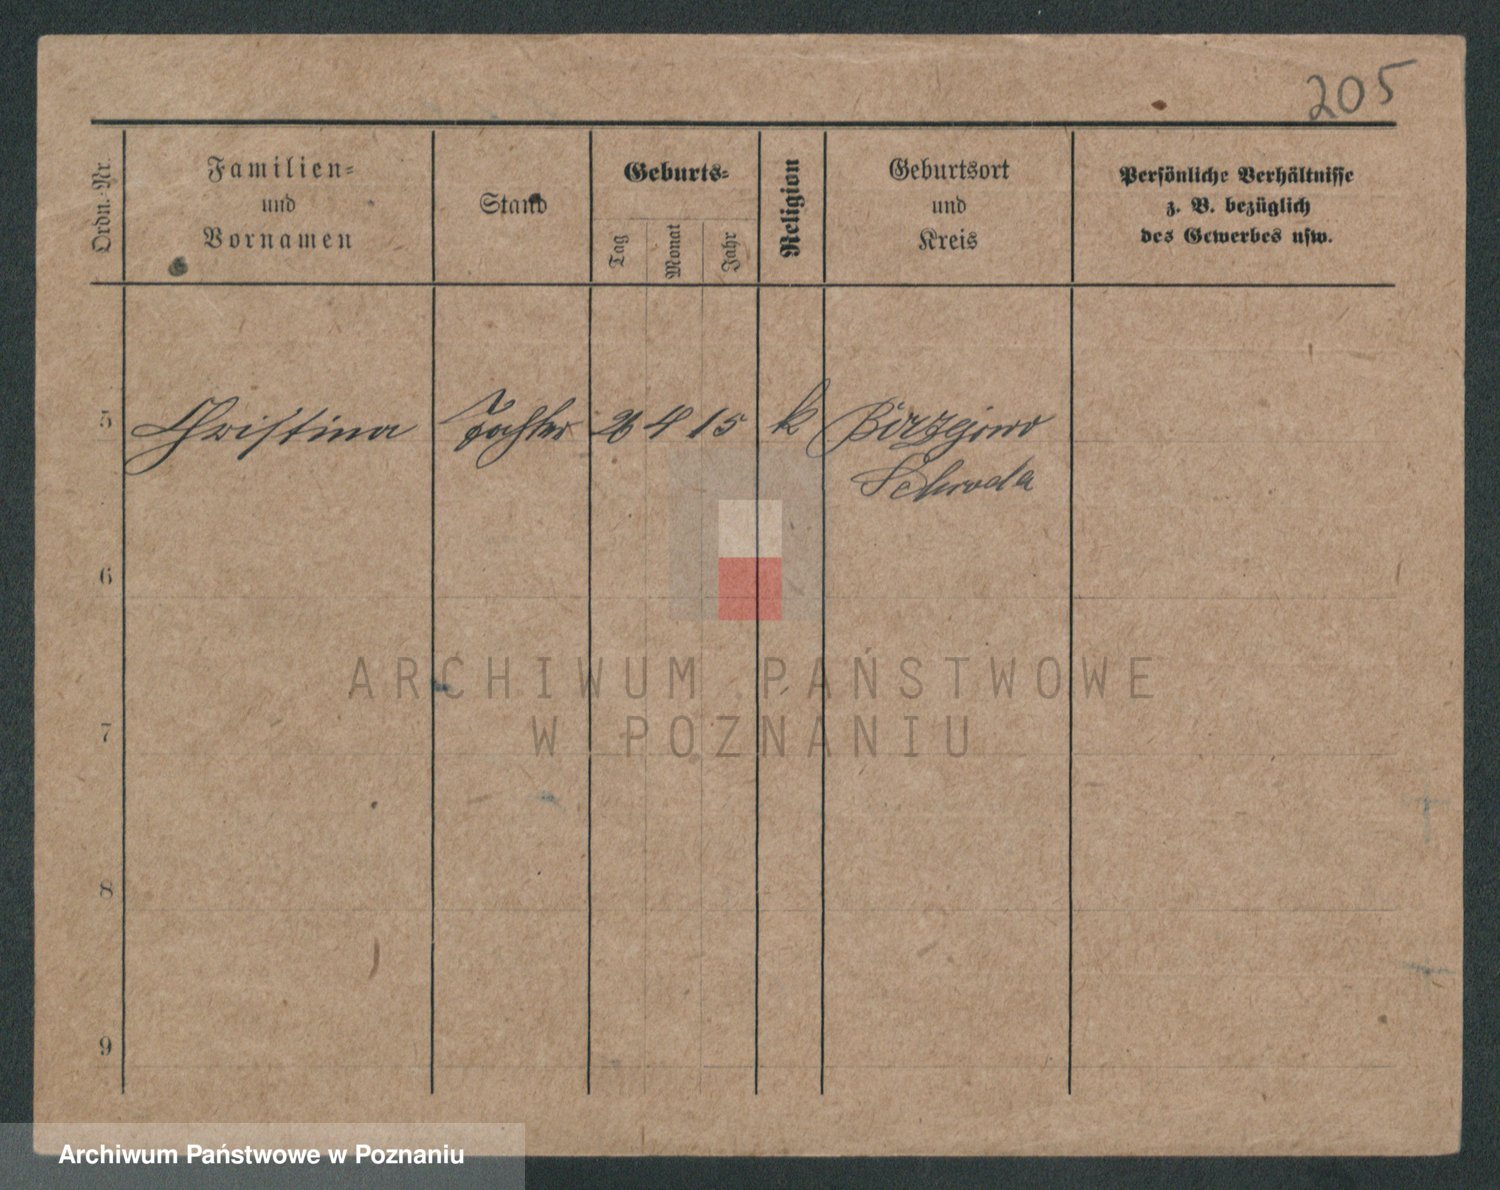 205
Ordn.-Nr.
Familien-
und
Vornamen
Stand
Geburts-
Tag
Monat
Jahr
Religion
Geburtsort
und
Kreis
Persönliche Verhältnisse
z. B. bezüglich
des Gewerbes usw.
5 Christina Tochter 26 4 15 k
Schroda
6
7
8
9
ARCHIWUM PAŃSTWOWE
W POZNANIU
Archiwum Państwowe w Poznaniu